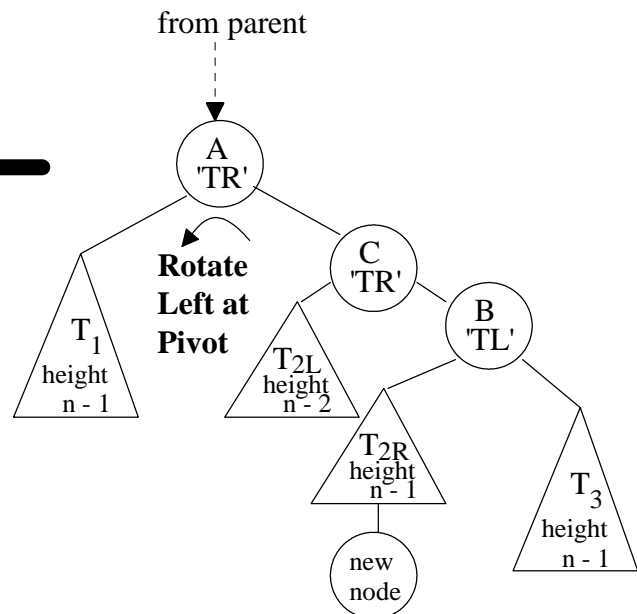 from parent
A
'TR'
Rotate
Left at
Pivot
C
'TR'
B
'TL'
T1
height
n - 1
T2L
height
n - 2
T2R
height
n - 1
T3
height
n - 1
new
node